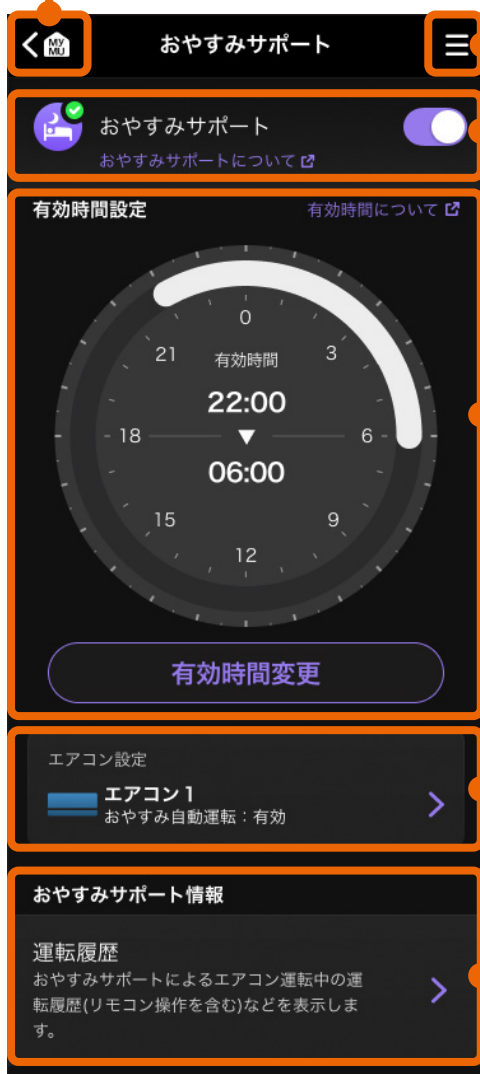 MY MU
おやすみサポート
おやすみサポート
おやすみサポートについて
有効時間設定 有効時間について
0
21 有効時間 3
22:00
18 6
06:00
15 9
12
有効時間変更
エアコン設定
エアコン1
おやすみ自動運転：有効
おやすみサポート情報
運転履歴
おやすみサポートによるエアコン運転中の運
転履歴(リモコン操作を含む)などを表示しま
す。